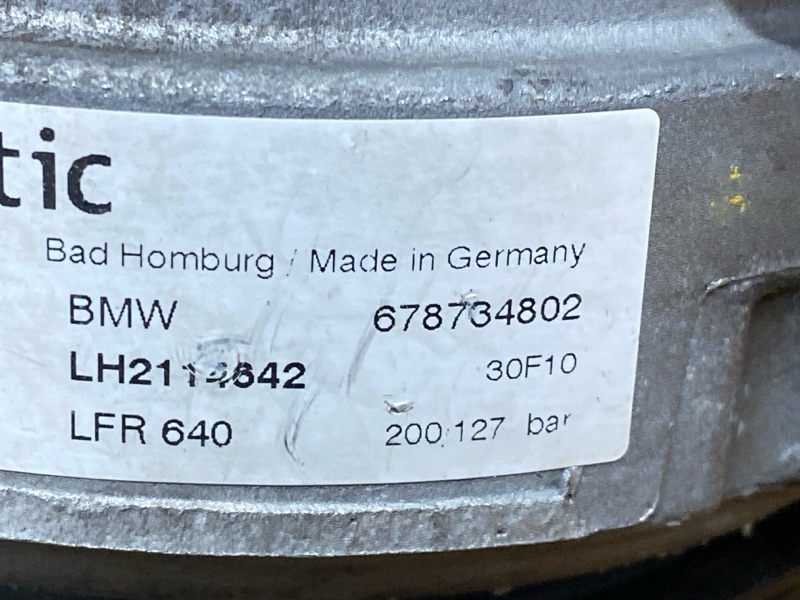 tic
Bad Homburg / Made in Germany
BMW 678734802
30F10
LFR 640 200/127 bar